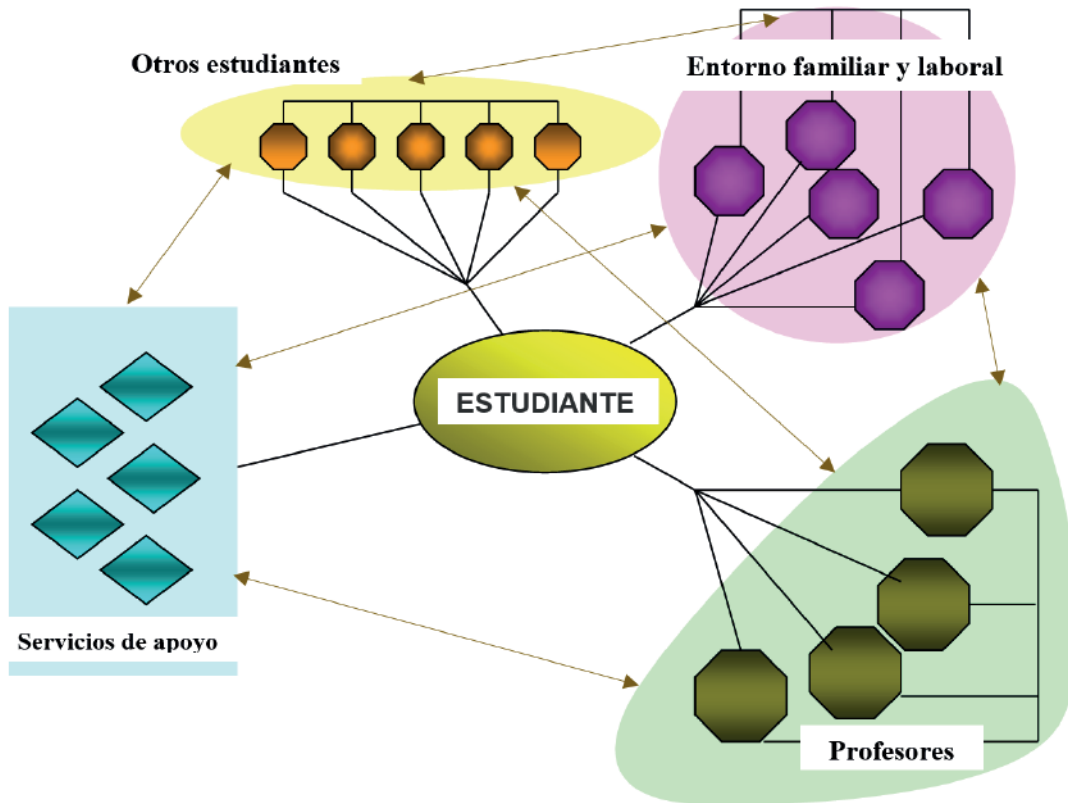 Otros estudiantes
Entorno familiar y laboral
ESTUDIANTE
Servicios de apoyo
Profesores